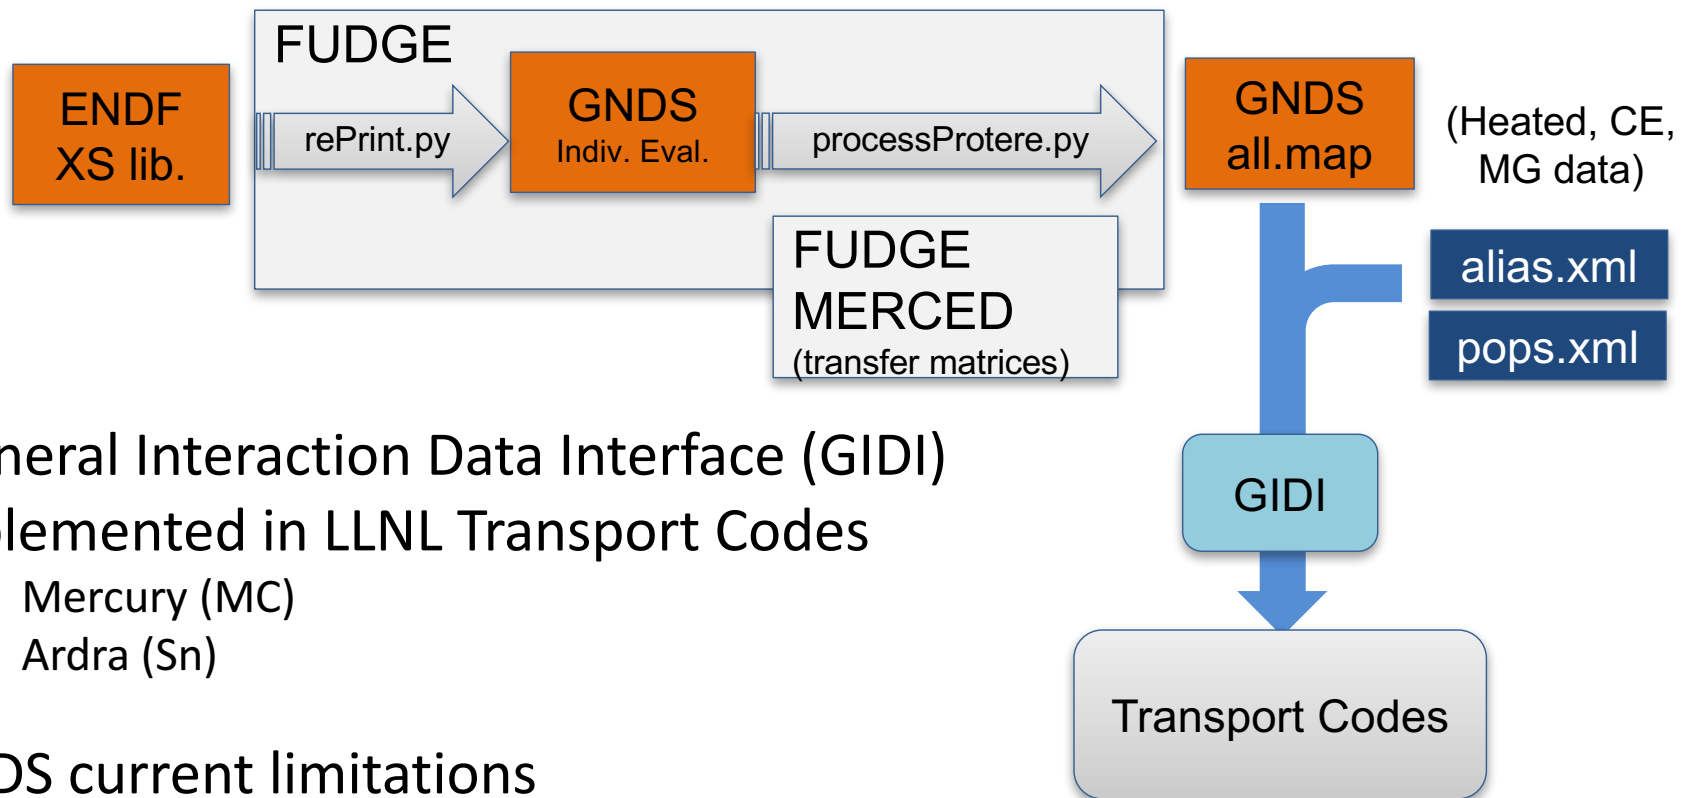 FUDGE
ENDF
XS lib.
rePrint.py
GNDS
Indiv. Eval.
processProtere.py
GNDS
all.map
(Heated, CE,
MG data)
FUDGE
MERCED
(transfer matrices)
alias.xml
pops.xml
neral Interaction Data Interface (GIDI)
plemented in LLNL Transport Codes
Mercury (MC)
Ardra (Sn)
DS current limitations
GIDI
Transport Codes